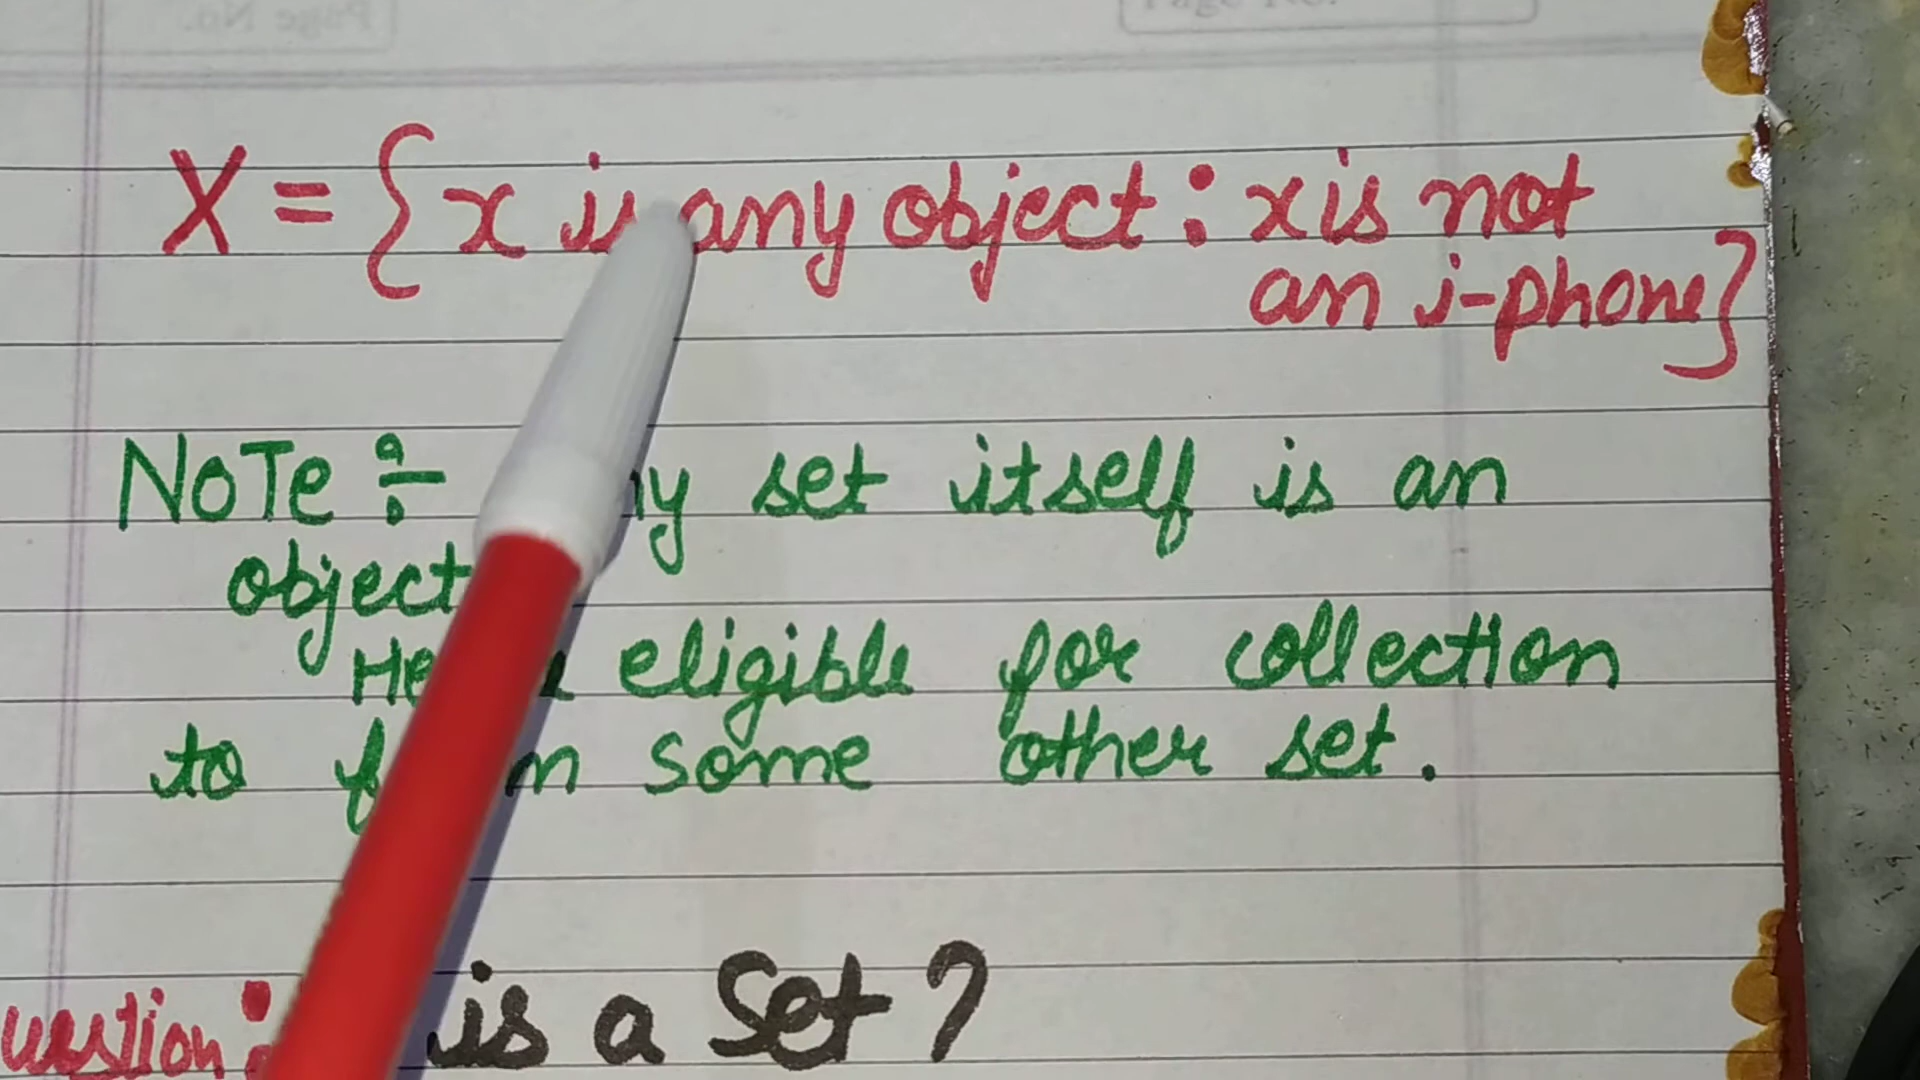 X = { x is any object : x is not
an i-phone}
NoTe ÷ set itself is an
object
eligible for collection
to some other set.
is a Set ?